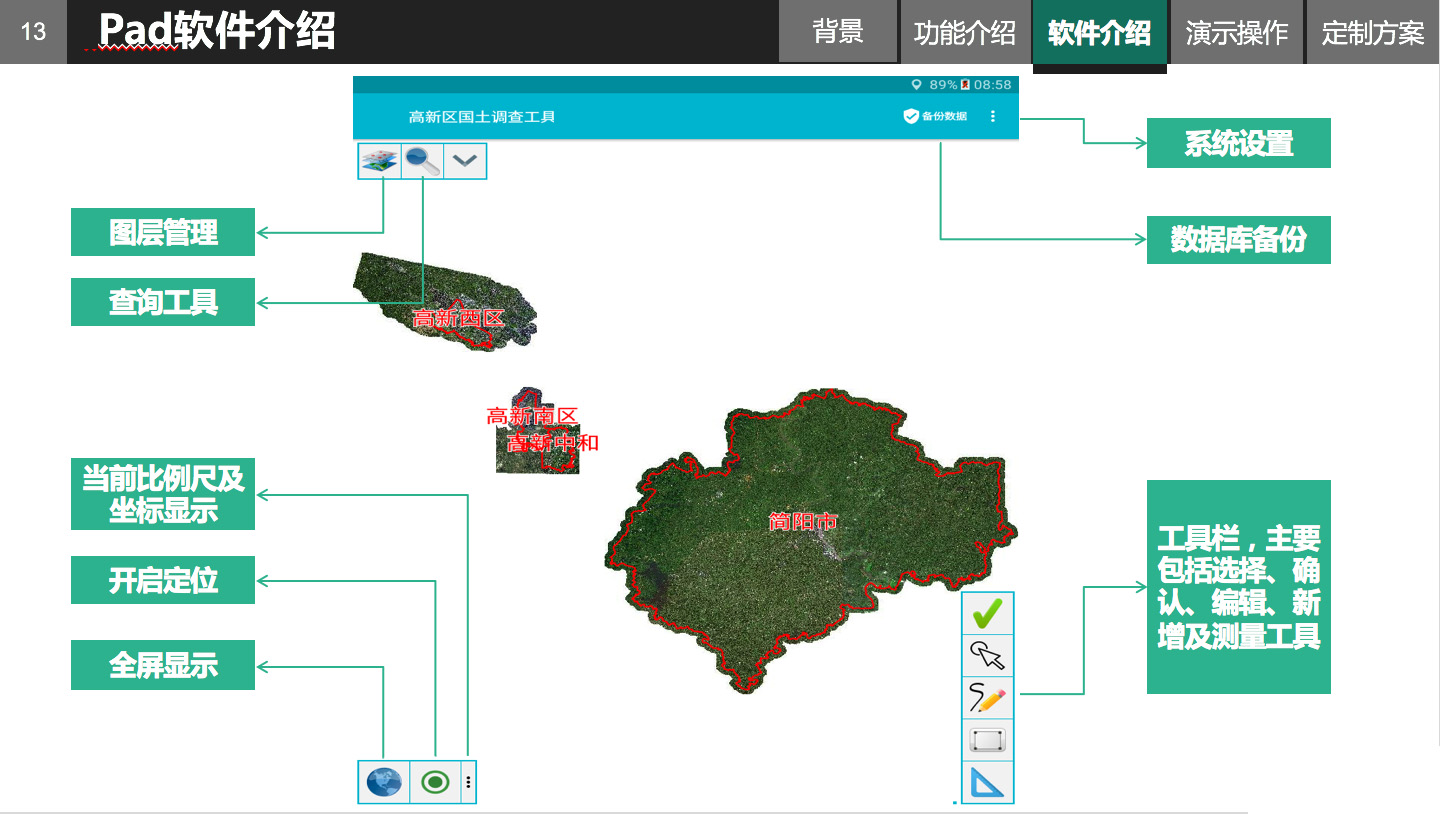 13
Pad软件介绍
背景
功能介绍
软件介绍
演示操作
定制方案
89%
08:58
高新区国土调查工具
备份数据
系统设置
数据库备份
图层管理
查询工具
高新西区
高新南区
高新中和
简阳市
当前比例尺及
坐标显示
开启定位
全屏显示
工具栏，主要
包括选择、确
认、编辑、新
增及测量工具